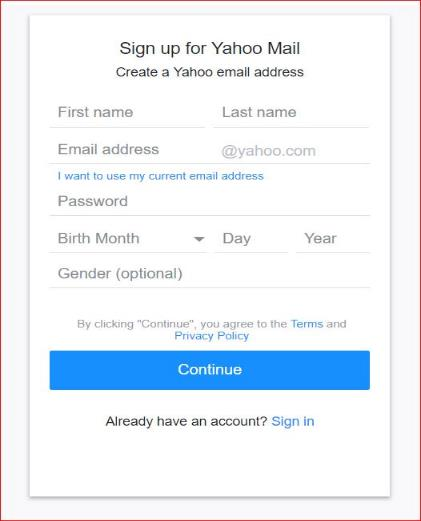 Sign up for Yahoo Mail
Create a Yahoo email address
First name Last name
Email address @yahoo.com
I want to use my current email address
Password
Birth Month Day Year
Gender (optional)
By clicking "Continue", you agree to the Terms and
Privacy Policy
Continue
Already have an account? Sign in